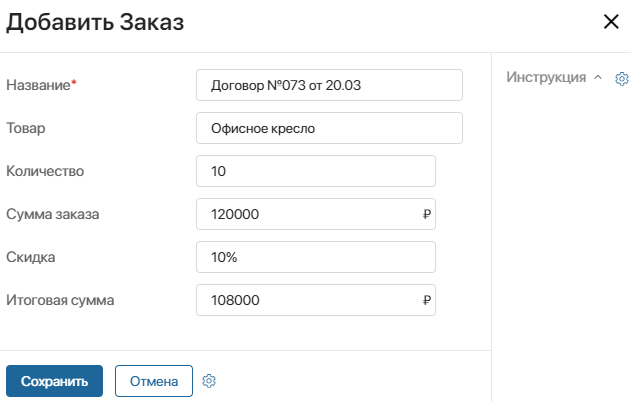 Добавить Заказ
Инструкция
Название*
Договор №073 от 20.03
Товар
Офисное кресло
Количество
10
Сумма заказа
120000 ₽
Скидка
10%
Итоговая сумма
108000 ₽
Сохранить
Отмена